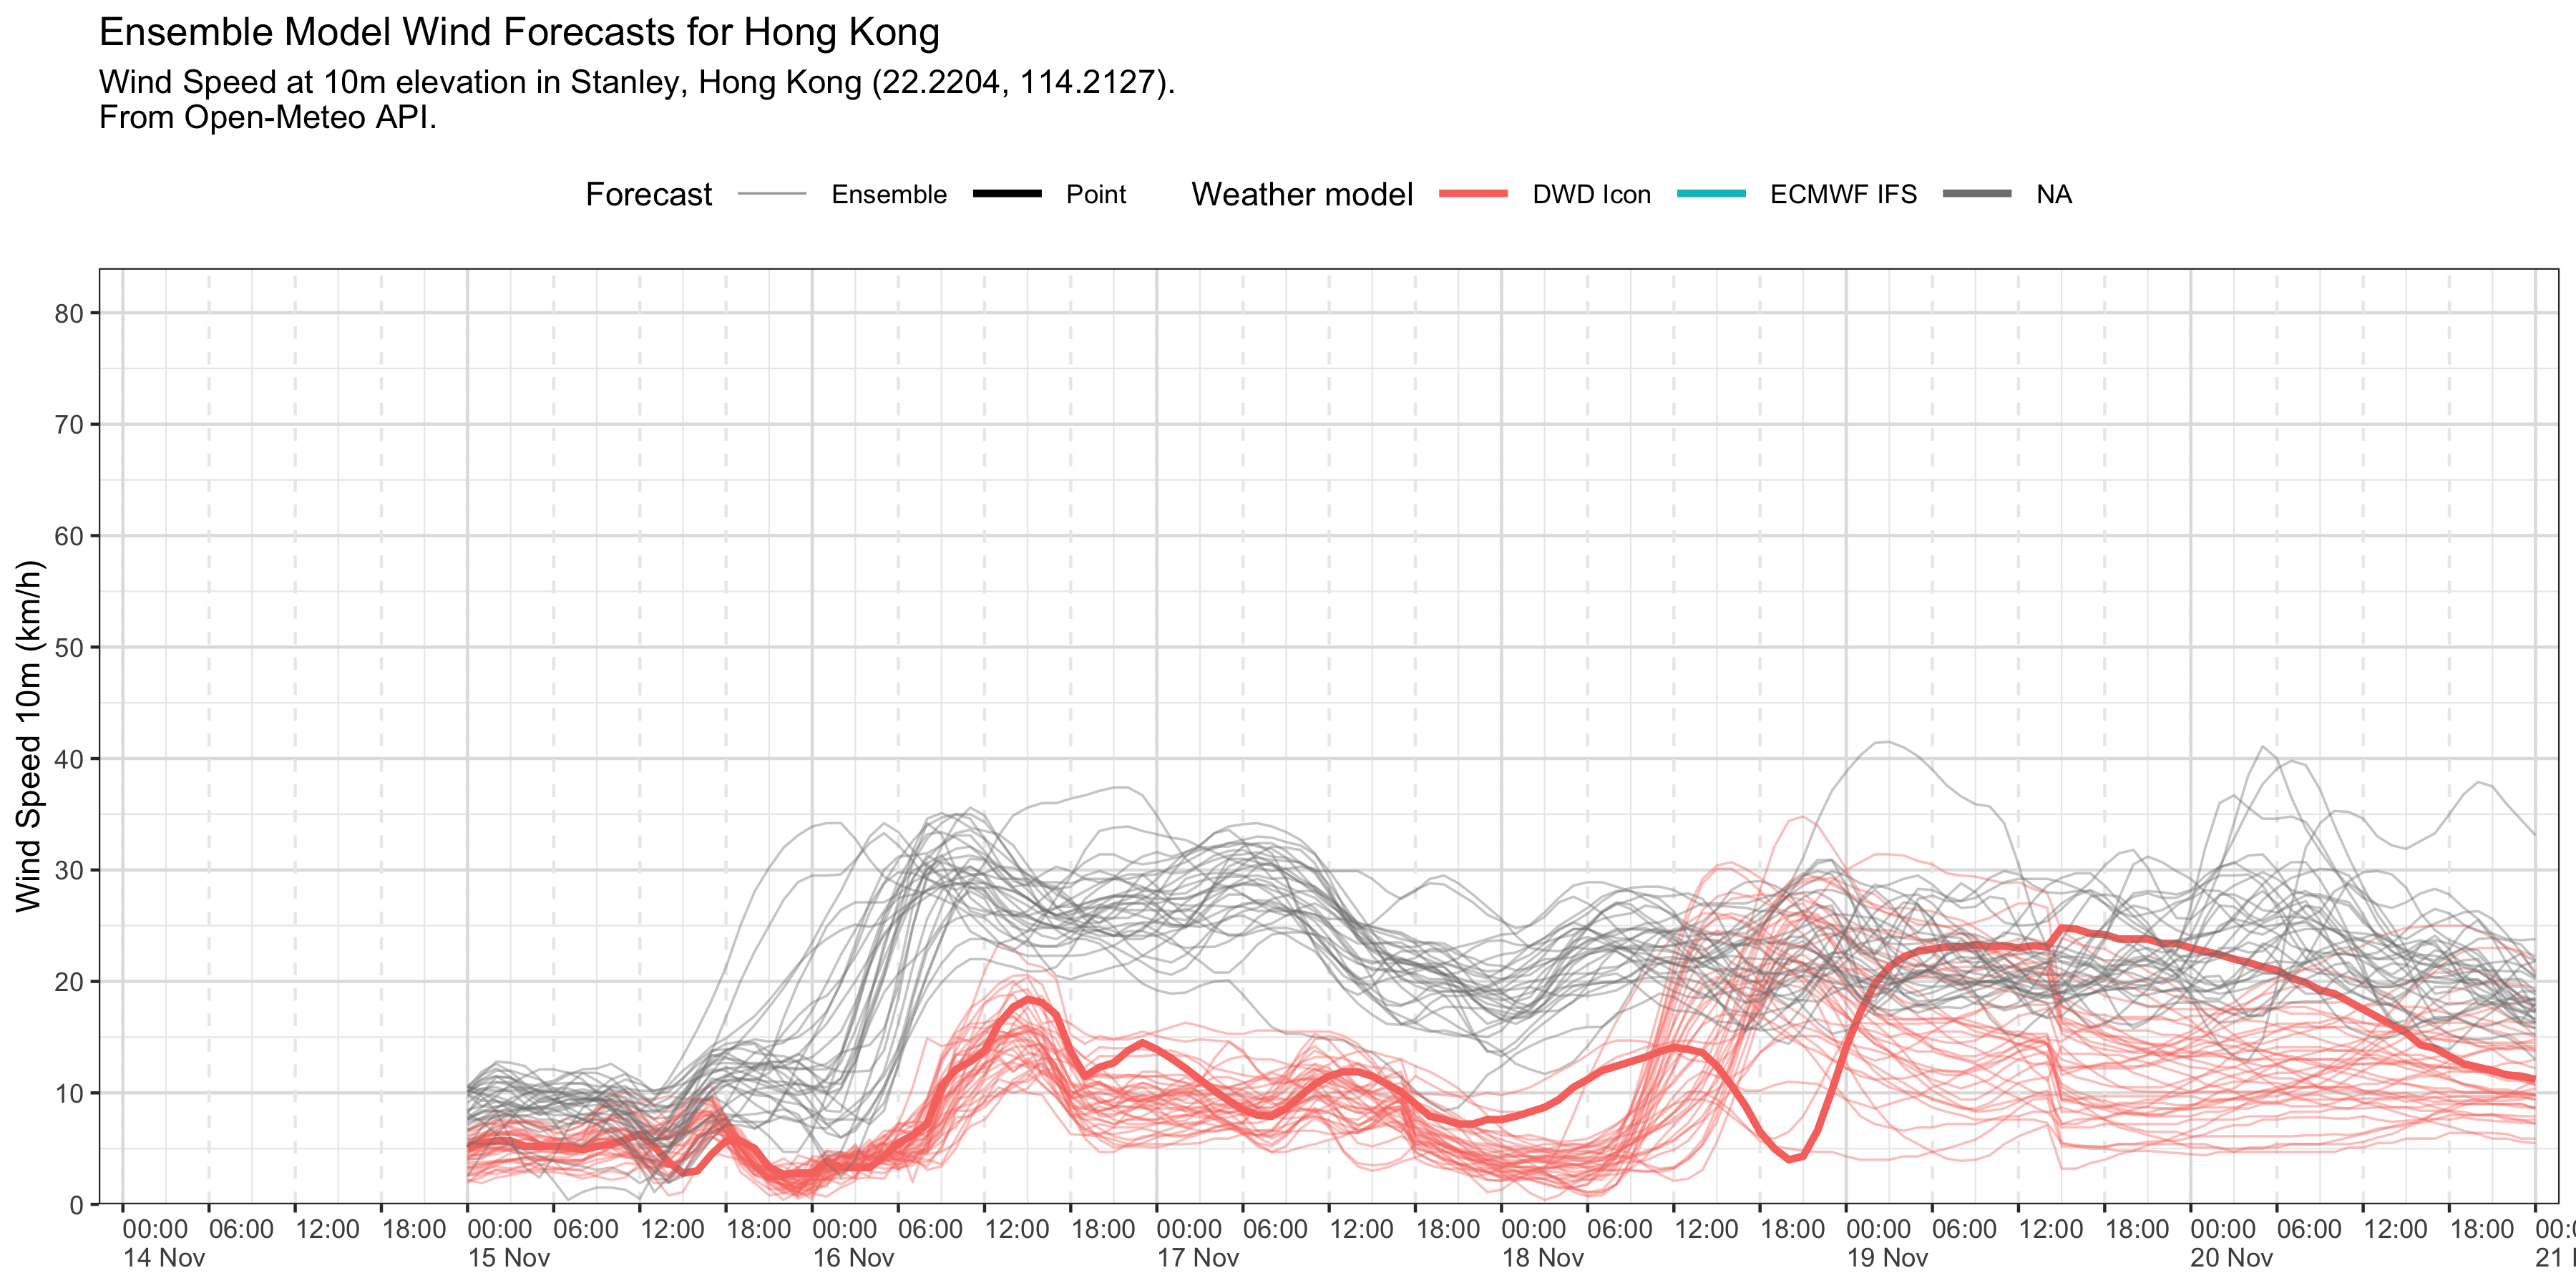 Ensemble Model Wind Forecasts for Hong Kong
Wind Speed at 10m elevation in Stanley, Hong Kong (22.2204, 114.2127).
From Open-Meteo API.
Forecast Ensemble Point Weather model DWD Icon ECMWF IFS NA
Wind Speed 10m (km/h)
80
70
60
50
40
30
20
10
0
00:00 06:00 12:00 18:00 00:00 06:00 12:00 18:00 00:00 06:00 12:00 18:00 00:00 06:00 12:00 18:00 00:00 06:00 12:00 18:00 00:00 06:00 12:00 18:00 00:00 06:00 12:00 18:00
14 Nov 15 Nov 16 Nov 17 Nov 18 Nov 19 Nov 20 Nov 21